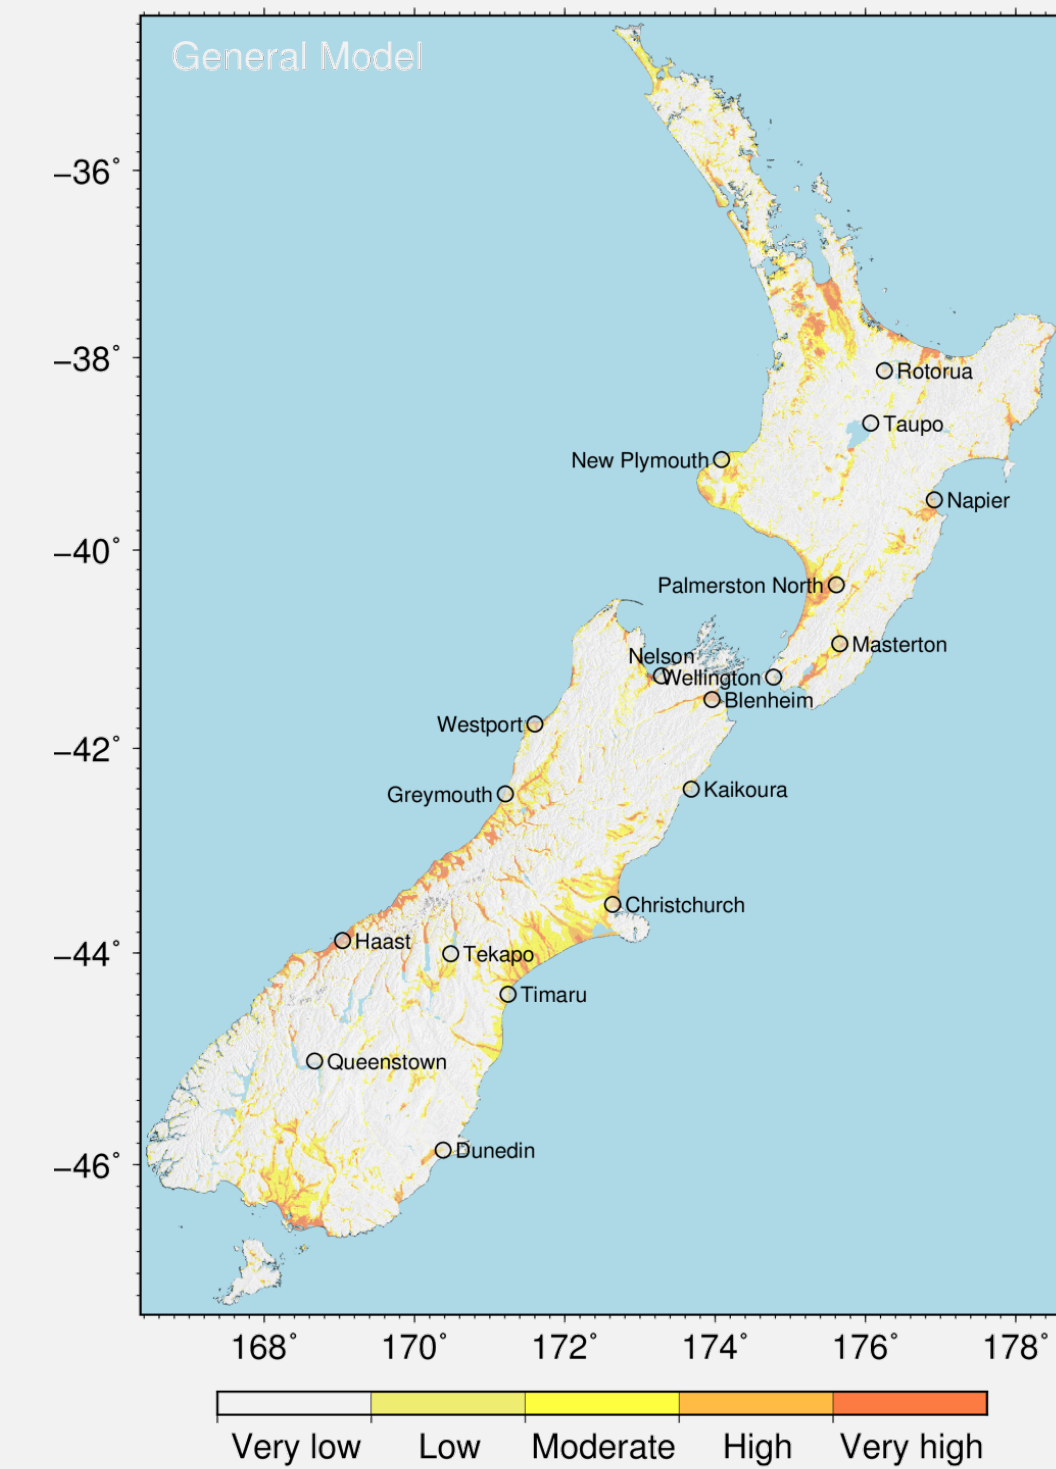 General Model
−36°
−38°
Rotorua
Taupo
New Plymouth
Napier
−40°
Palmerston North
Masterton
Nelson
Wellington
Blenheim
Westport
−42°
Greymouth
Kaikoura
Christchurch
Haast
−44°
Tekapo
Timaru
Queenstown
Dunedin
−46°
168° 170° 172° 174° 176° 178°
Very low Low Moderate High Very high